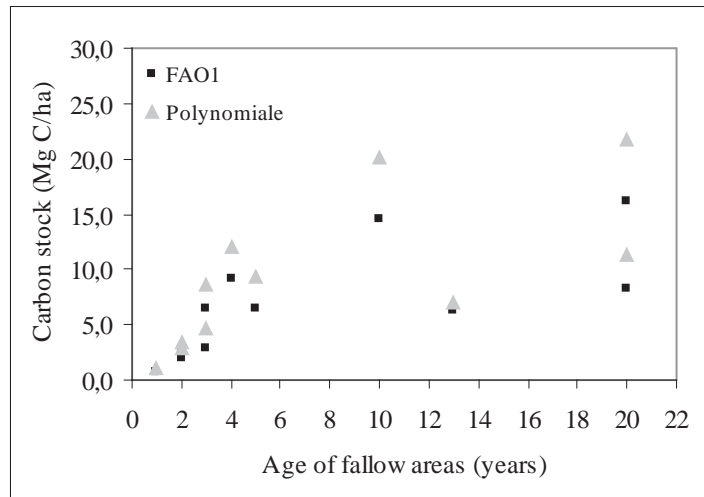 30,0
FAO1
25,0
Polynomiale
20,0
15,0
10,0
5,0
0,0
Carbon stock (Mg C/ha)
0 2 4 6 8 10 12 14 16 18 20 22
Age of fallow areas (years)